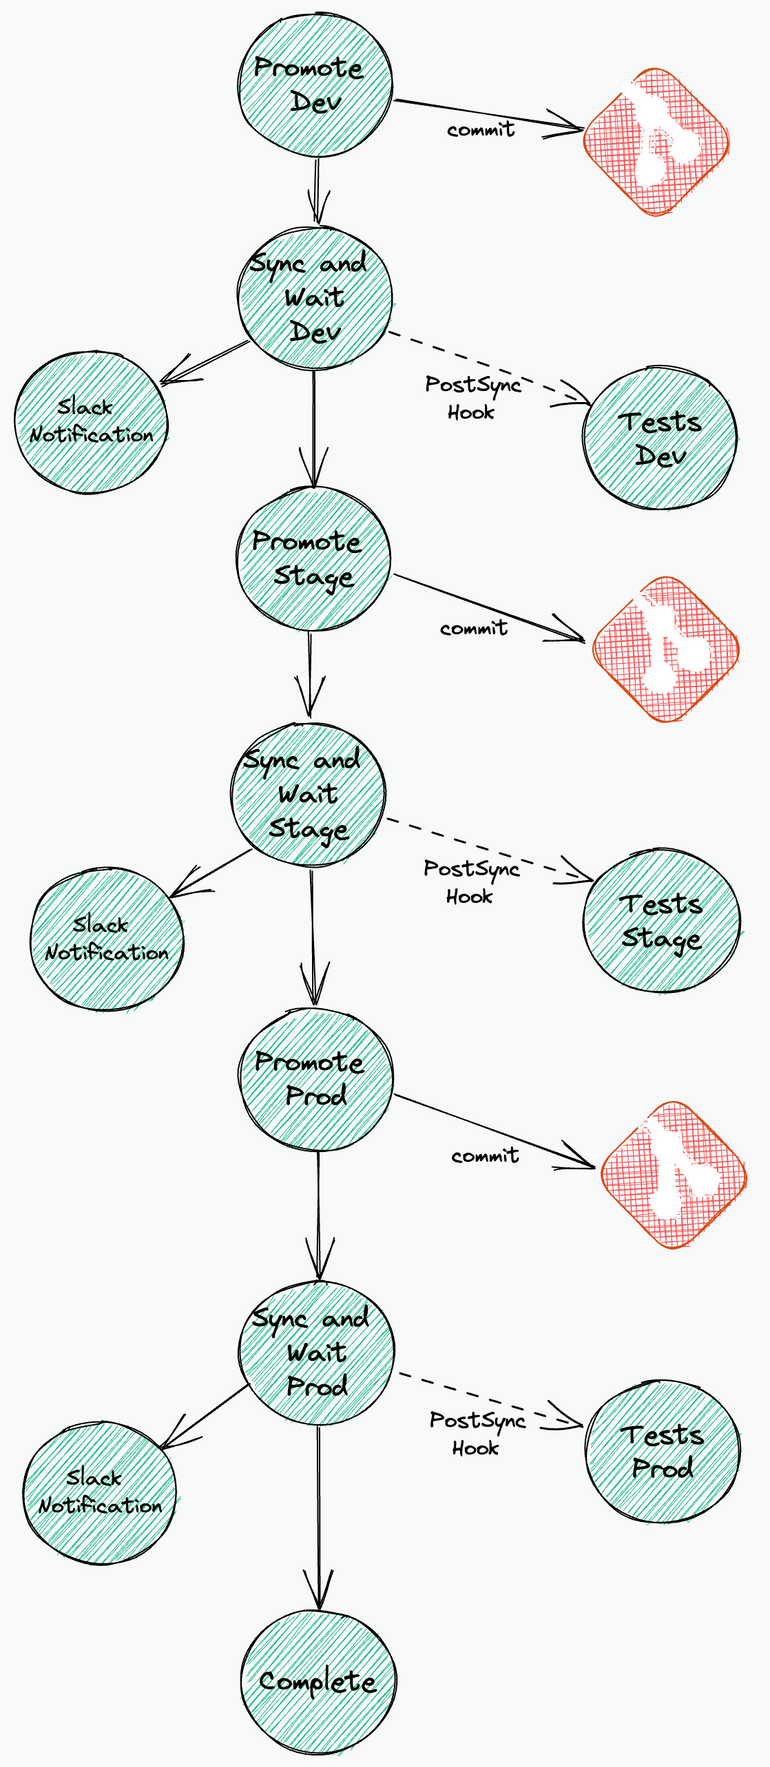 Promote
Dev
commit
Sync and
Wait
Dev
PostSync
Hook
Slack
Notification
Tests
Dev
Promote
Stage
commit
Sync and
Wait
Stage
PostSync
Hook
Slack
Notification
Tests
Stage
Promote
Prod
commit
Sync and
Wait
Prod
PostSync
Hook
Slack
Notification
Tests
Prod
Complete